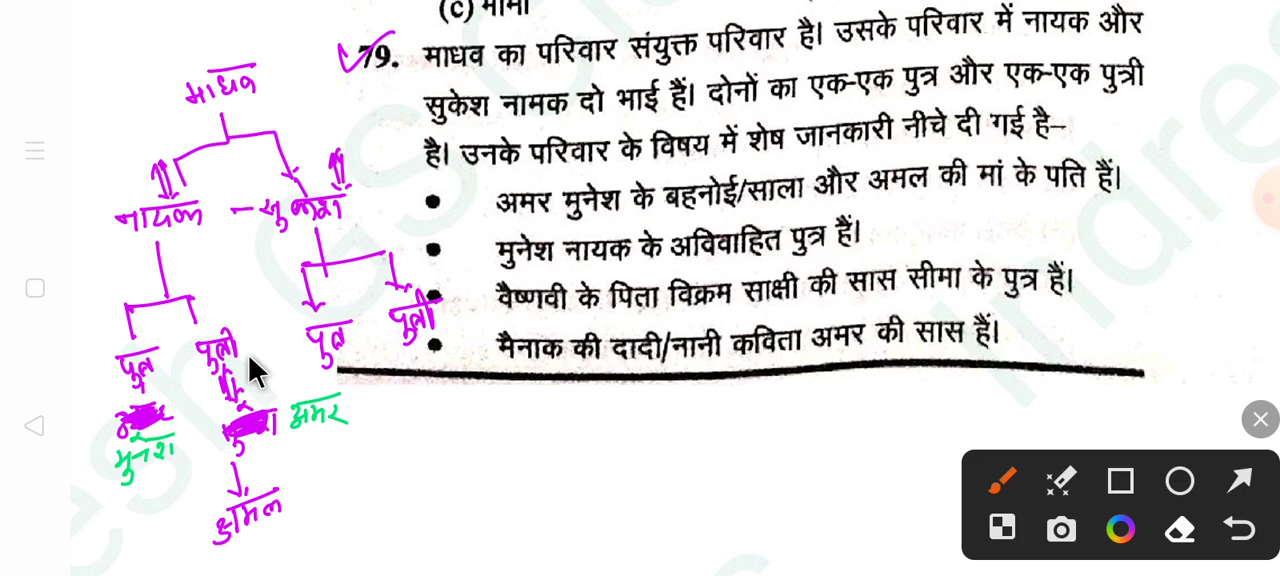 (c) मामा
79. माधव का परिवार संयुक्त परिवार है। उसके परिवार में नायक और
सुकेश नामक दो भाई हैं। दोनों का एक-एक पुत्र और एक-एक पुत्री
है। उनके परिवार के विषय में शेष जानकारी नीचे दी गई है–
• अमर मुनेश के बहनोई/साला और अमल की मां के पति हैं।
• मुनेश नायक के अविवाहित पुत्र हैं।
• वैष्णवी के पिता विक्रम साक्षी की सास सीमा के पुत्र हैं।
• मैनाक की दादी/नानी कविता अमर की सास हैं।
माधव
नायक – सुकेश
पुत्र पुत्री पुत्र पुत्री
मुनेश अमर
अमल